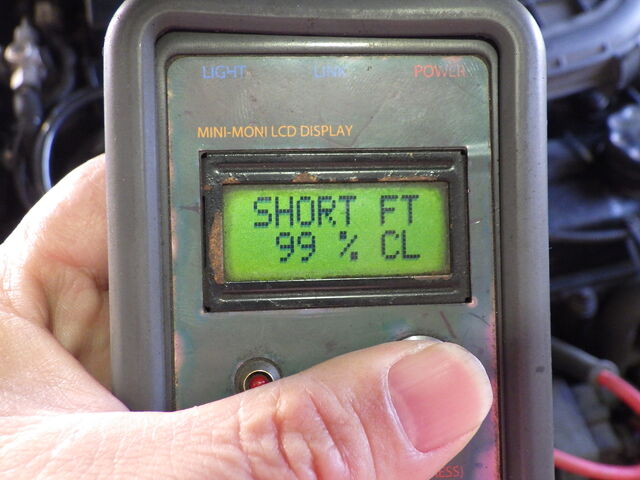 LIGHT LINK POWER
MINI-MONI LCD DISPLAY
SHORT FT
99 % CL